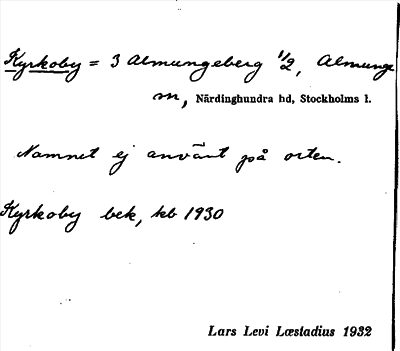 Kyrkoby = 3 Almungeberg 1/2, Almunge
sn, Närdinghundra hd, Stockholms l.
Namnet ej använt på orten.
Kyrkoby bek, kb 1930
Lars Levi Læstadius 1932